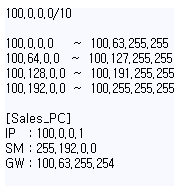 100,0,0,0/10
100,0,0,0 ~ 100,63,255,255
100,64,0,0 ~ 100,127,255,255
100,128,0,0 ~ 100,191,255,255
100,192,0,0 ~ 100,255,255,255
[Sales_PC]
IP : 100,0,0,1
SM : 255,192,0,0
GW : 100,63,255,254